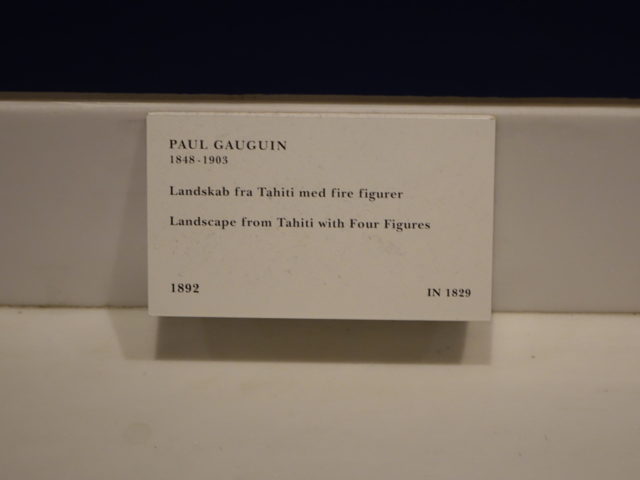 PAUL GAUGUIN
1848-1903
Landskab fra Tahiti med fire figurer
Landscape from Tahiti with Four Figures
1892
IN 1829